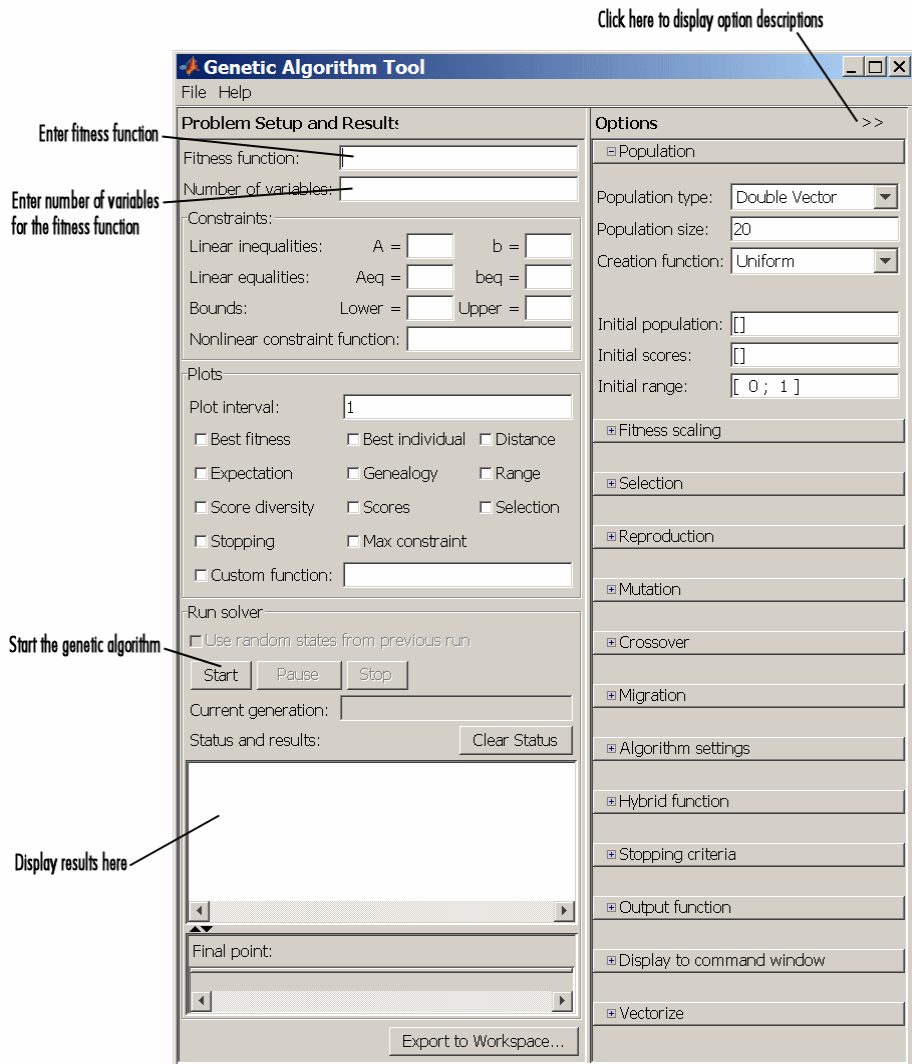 Click here to display option descriptions
Genetic Algorithm Tool
File Help
Enter fitness function
Enter number of variables
for the fitness function
Start the genetic algorithm
Display results here
Problem Setup and Results
Fitness function:
Number of variables:
Constraints:
Linear inequalities: A = b =
Linear equalities: Aeq = beq =
Bounds: Lower = Upper =
Nonlinear constraint function:
Plots
Plot interval: 1
Best fitness Best individual Distance
Expectation Genealogy Range
Score diversity Scores Selection
Stopping Max constraint
Custom function:
Run solver
Use random states from previous run
Start Pause Stop
Current generation:
Status and results: Clear Status
Final point:
Export to Workspace...
Options >>
Population
Population type: Double Vector
Population size: 20
Creation function: Uniform
Initial population: []
Initial scores: []
Initial range: [ 0 ; 1 ]
Fitness scaling
Selection
Reproduction
Mutation
Crossover
Migration
Algorithm settings
Hybrid function
Stopping criteria
Output function
Display to command window
Vectorize